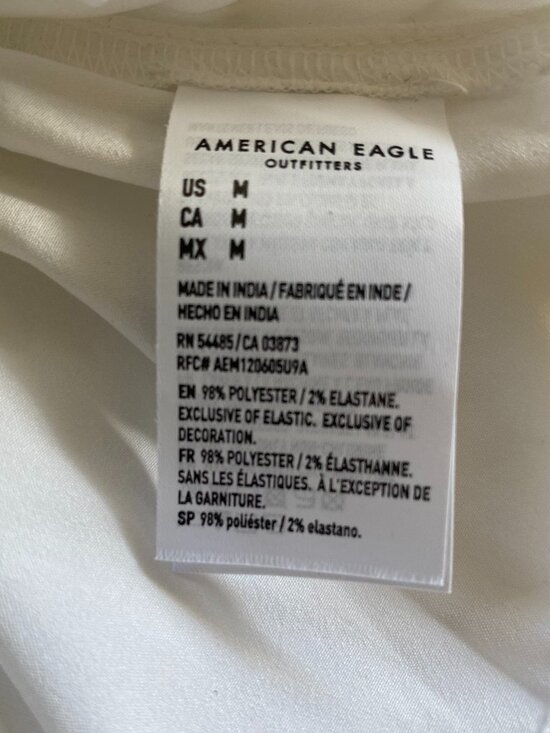 AMERICAN EAGLE
OUTFITTERS
US M
CA M
MX M
MADE IN INDIA / FABRIQUÉ EN INDE /
HECHO EN INDIA
RN 54485 / CA 03873
RFC# AEM120605U9A
EN 98% POLYESTER / 2% ELASTANE.
EXCLUSIVE OF ELASTIC. EXCLUSIVE OF
DECORATION.
FR 98% POLYESTER / 2% ÉLASTHANNE.
SANS LES ÉLASTIQUES. À L'EXCEPTION DE
LA GARNITURE.
SP 98% poliéster / 2% elastano.